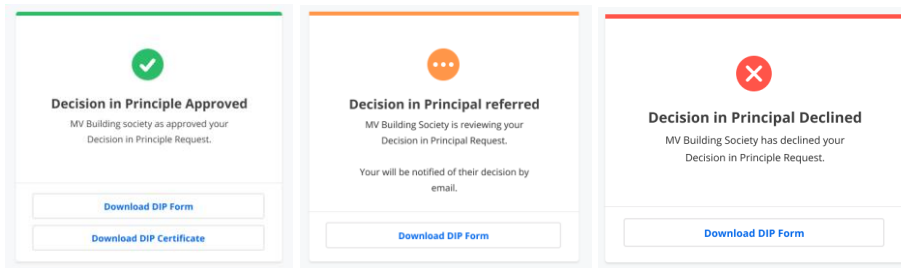 Decision in Principle Approved
MV Building society as approved your
Decision in Principle Request.
Download DIP Form
Download DIP Certificate
Decision in Principal referred
MV Building Society is reviewing your
Decision in Principal Request.
Your will be notified of their decision by
email.
Download DIP Form
Decision in Principal Declined
MV Building Society has declined your
Decision in Principle Request.
Download DIP Form